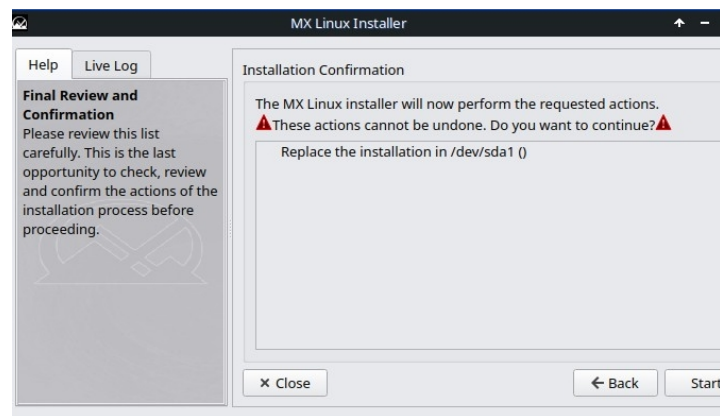 MX Linux Installer
Help
Live Log
Final Review and
Confirmation
Please review this list
carefully. This is the last
opportunity to check, review
and confirm the actions of the
installation process before
proceeding.
Installation Confirmation
The MX Linux installer will now perform the requested actions.
These actions cannot be undone. Do you want to continue?
Replace the installation in /dev/sda1 ()
Close
Back
Start